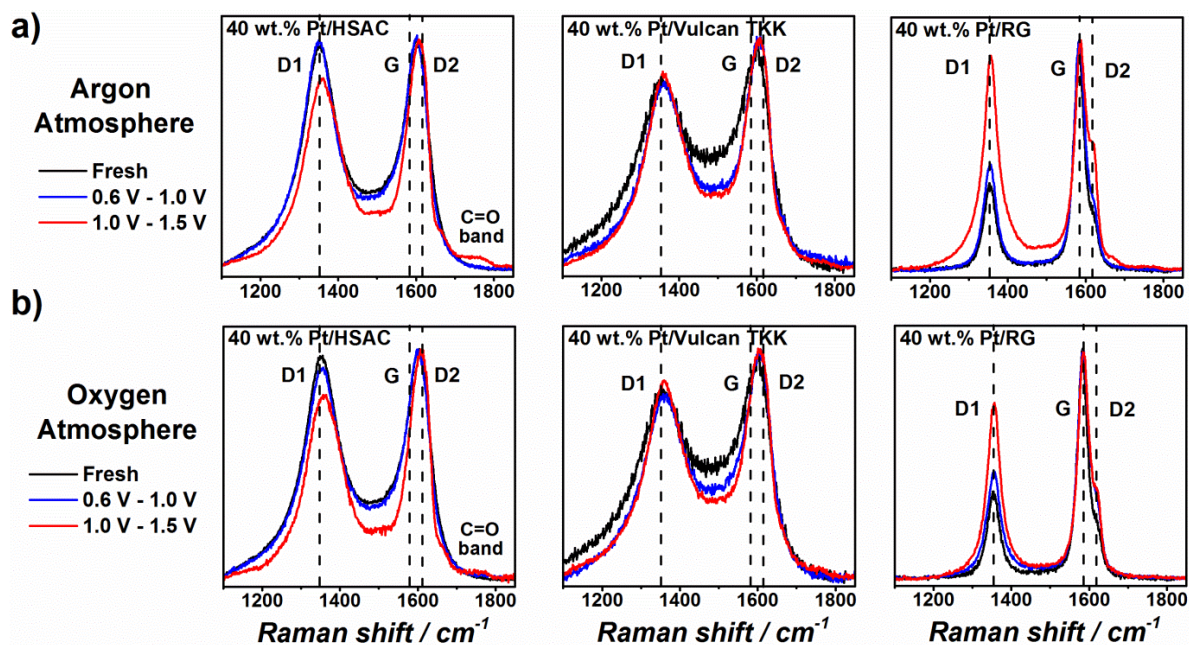 a)
Argon
Atmosphere
Fresh
0.6 V - 1.0 V
1.0 V - 1.5 V
40 wt.% Pt/HSAC
D1
G
D2
C=O
band
1200 1400 1600 1800
40 wt.% Pt/Vulcan TKK
D1
G
D2
1200 1400 1600 1800
40 wt.% Pt/RG
D1
G
D2
1200 1400 1600 1800
b)
Oxygen
Atmosphere
Fresh
0.6 V - 1.0 V
1.0 V - 1.5 V
40 wt.% Pt/HSAC
D1
G
D2
C=O
band
1200 1400 1600 1800
Raman shift / cm-1
40 wt.% Pt/Vulcan TKK
D1
G
D2
1200 1400 1600 1800
Raman shift / cm-1
40 wt.% Pt/RG
D1
G
D2
1200 1400 1600 1800
Raman shift / cm-1